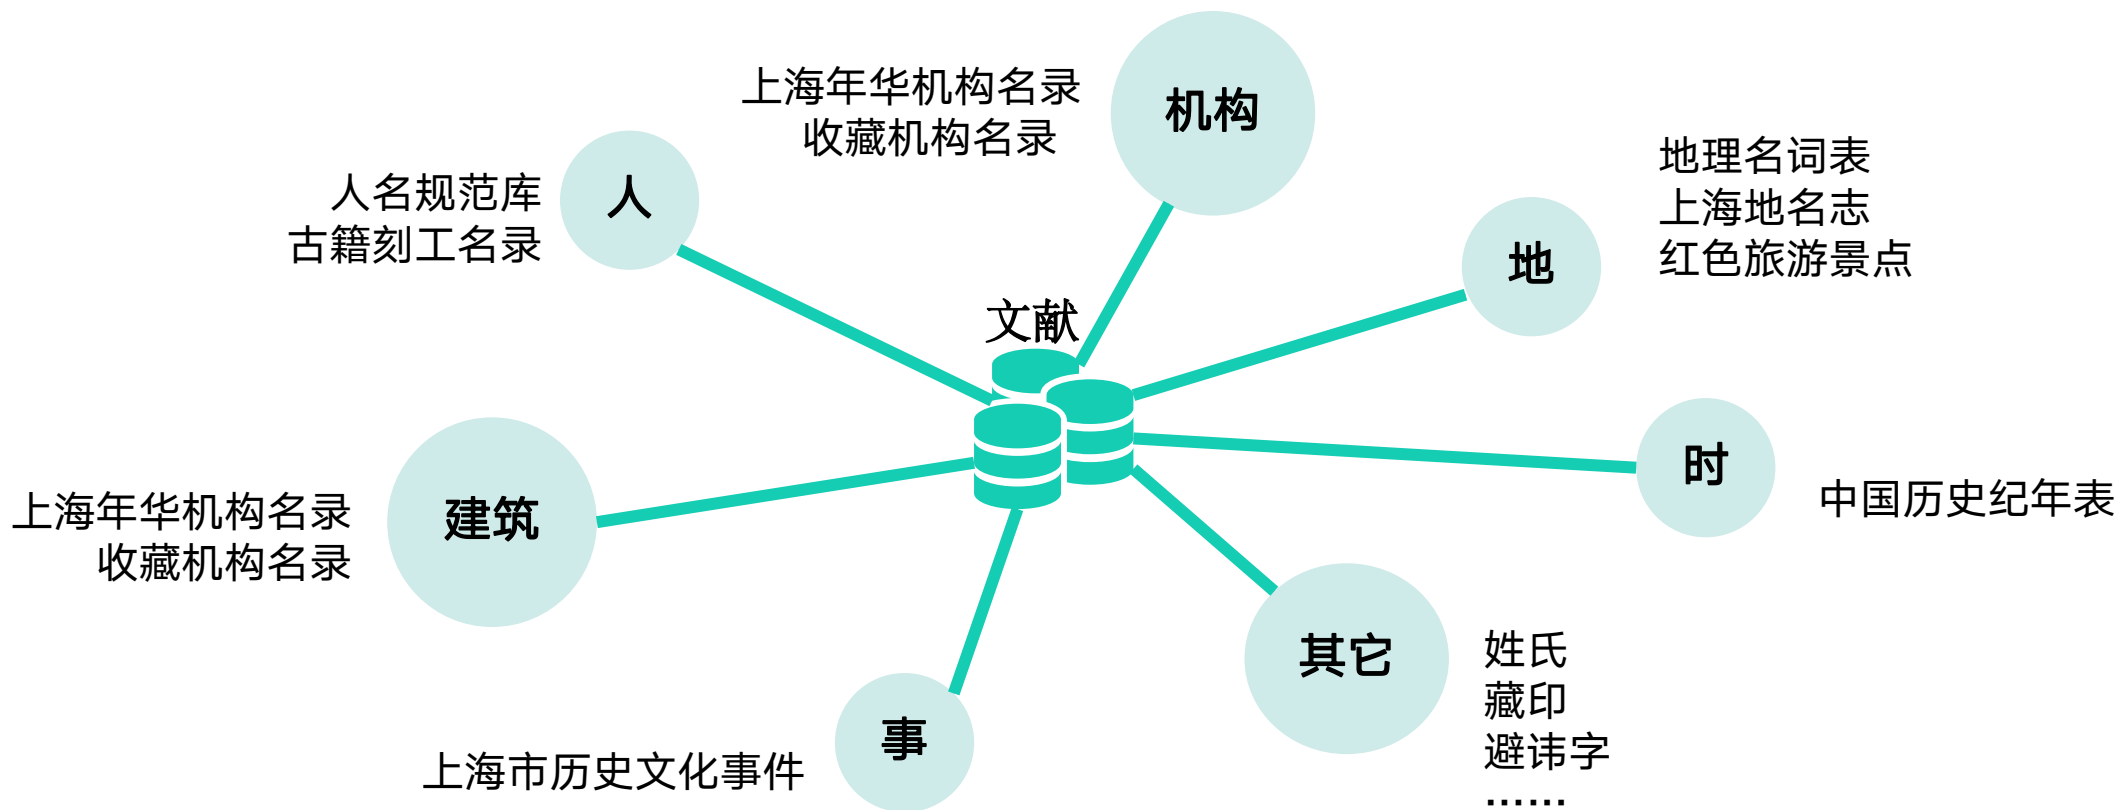 上海年华机构名录
收藏机构名录
机构
人名规范库
古籍刻工名录
人
地理名词表
上海地名志
红色旅游景点
地
文献
时
中国历史纪年表
上海年华机构名录
收藏机构名录
建筑
其它
姓氏
藏印
避讳字
……
上海市历史文化事件
事